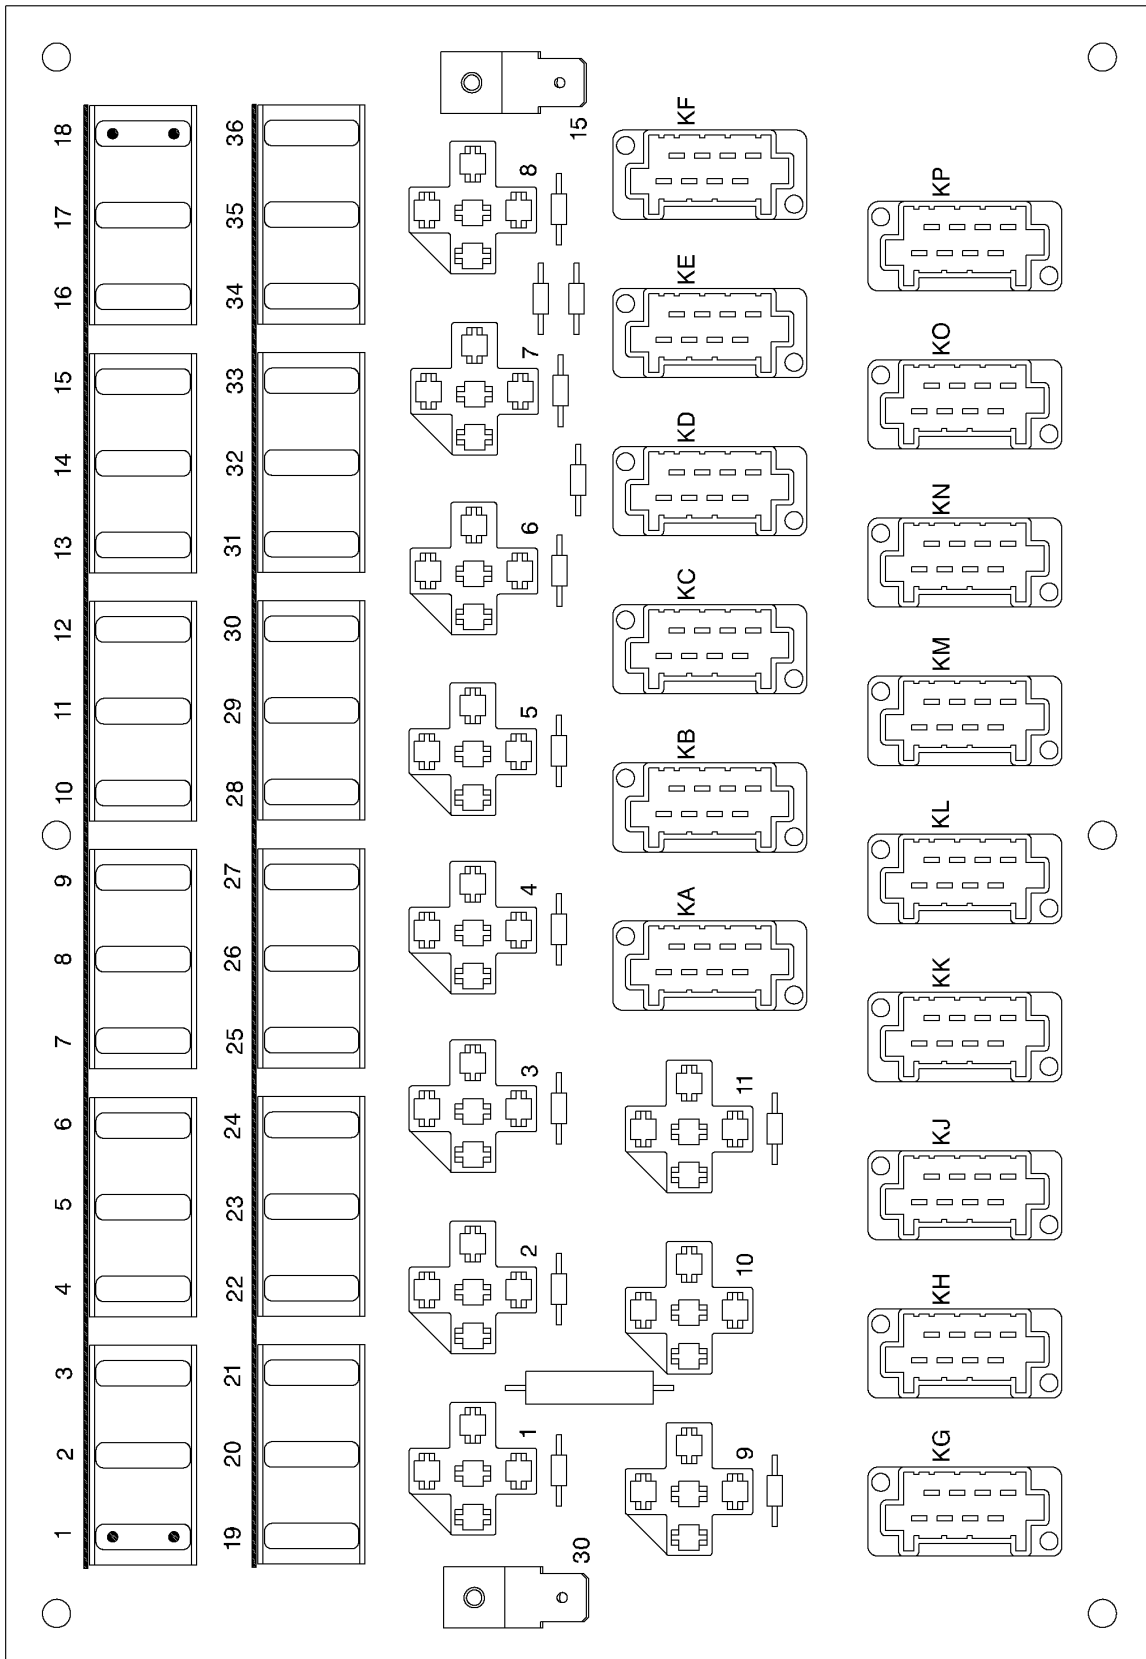 1 2 3 4 5 6 7 8 9 10 11 12 13 14 15 16 17 18
19 20 21 22 23 24 25 26 27 28 29 30 31 32 33 34 35 36
30 1 2 3 4 5 6 7 8 15
9 10 11
KA KB KC KD KE KF
KG KH KJ KK KL KM KN KO KP